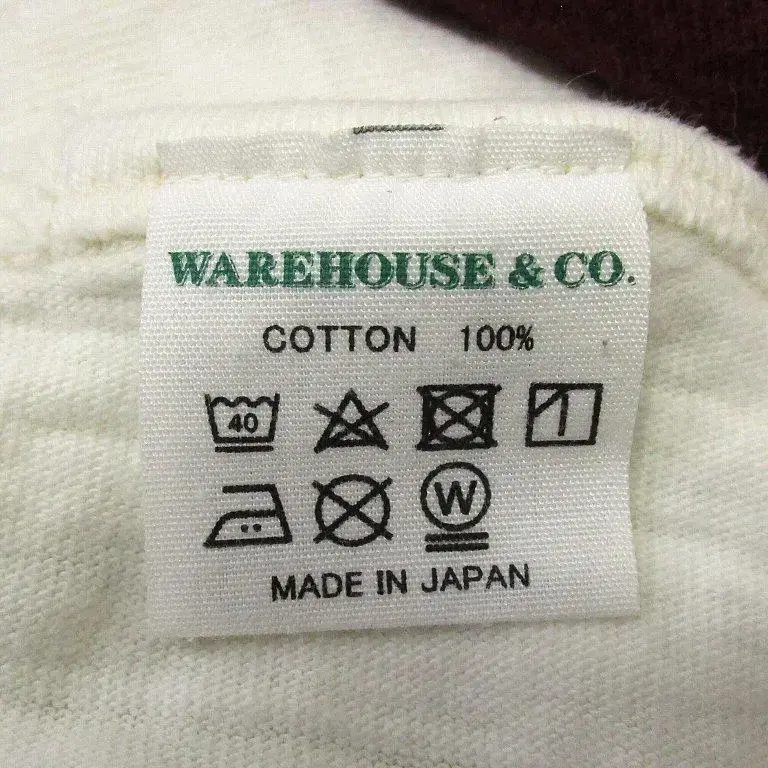 WAREHOUSE & CO.
COTTON 100%
40
W
MADE IN JAPAN